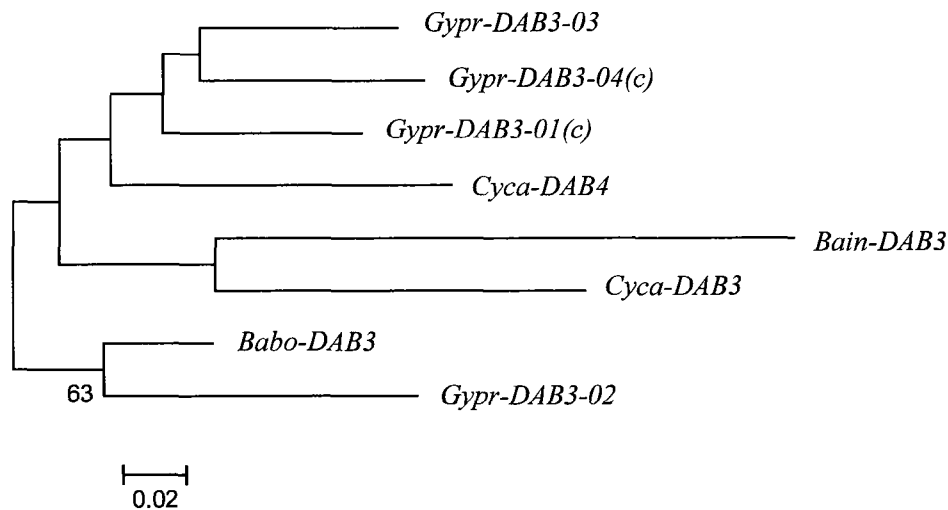 Gypr-DAB3-03
Gypr-DAB3-04(c)
Gypr-DAB3-01(c)
Cyca-DAB4
Bain-DAB3
Cyca-DAB3
Babo-DAB3
63
Gypr-DAB3-02
0.02